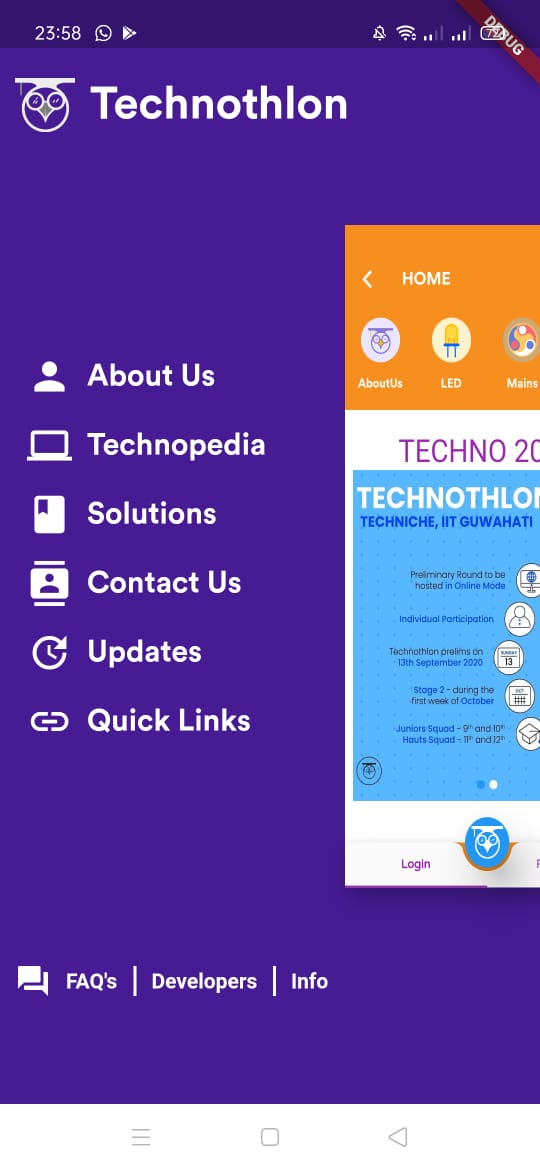 23:58
DEBUG
Technothlon
HOME
AboutUs
LED
Mains
TECHNO 20
TECHNOTHLON
TECHNICHE, IIT GUWAHATI
Preliminary Round to be
hosted in Online Mode
Individual Participation
Technothlon prelims on
13th September 2020
SUNDAY
13
Stage 2 - during the
first week of October
OCT
Juniors Squad - 9th and 10th
Hauts Squad - 11th and 12th
Login
About Us
Technopedia
Solutions
Contact Us
Updates
Quick Links
FAQ's | Developers | Info